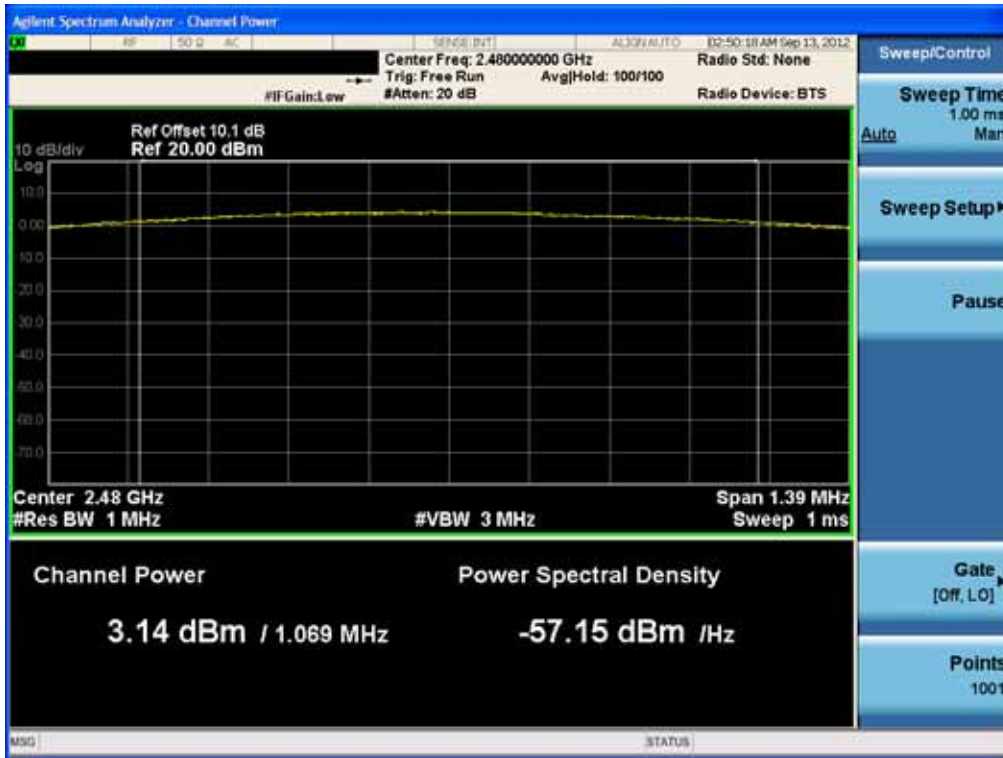 Agilent Spectrum Analyzer - Channel Power
RF 50 Ω AC SENSE:INT ALIGN AUTO 02:50:18 AM Sep 13, 2012
Center Freq: 2.480000000 GHz Radio Std: None
Trig: Free Run Avg|Hold: 100/100
#IFGain:Low #Atten: 20 dB Radio Device: BTS
Ref Offset 10.1 dB
10 dB/div Ref 20.00 dBm
Log
10.0
0.00
-10.0
-20.0
-30.0
-40.0
-50.0
-60.0
-70.0
Center 2.48 GHz Span 1.39 MHz
#Res BW 1 MHz #VBW 3 MHz Sweep 1 ms
Channel Power Power Spectral Density
3.14 dBm / 1.069 MHz -57.15 dBm /Hz
MSG STATUS
Sweep/Control
Sweep Time
1.00 ms
Auto Man
Sweep Setup
Pause
Gate
[Off, LO]
Points
1001